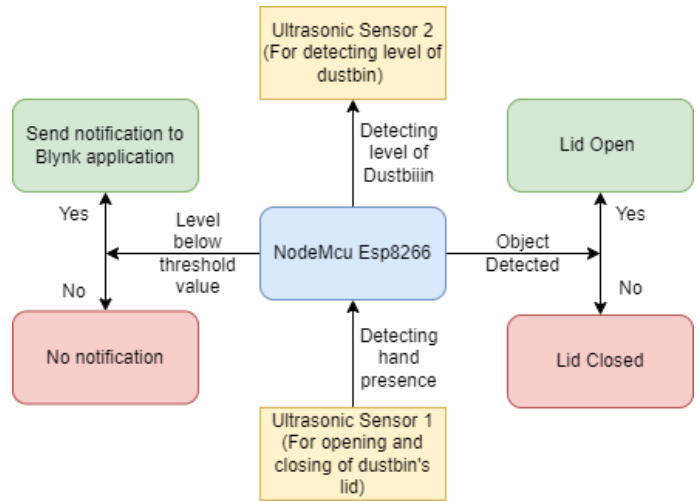 Ultrasonic Sensor 2
(For detecting level of
dustbin)
Send notification to
Blynk application
Detecting
level of
Dustbiiin
Lid Open
Yes
Level
below
threshold
value
NodeMcu Esp8266
Object
Detected
Yes
No
No
No notification
Detecting
hand
presence
Lid Closed
Ultrasonic Sensor 1
(For opening and
closing of dustbin's
lid)